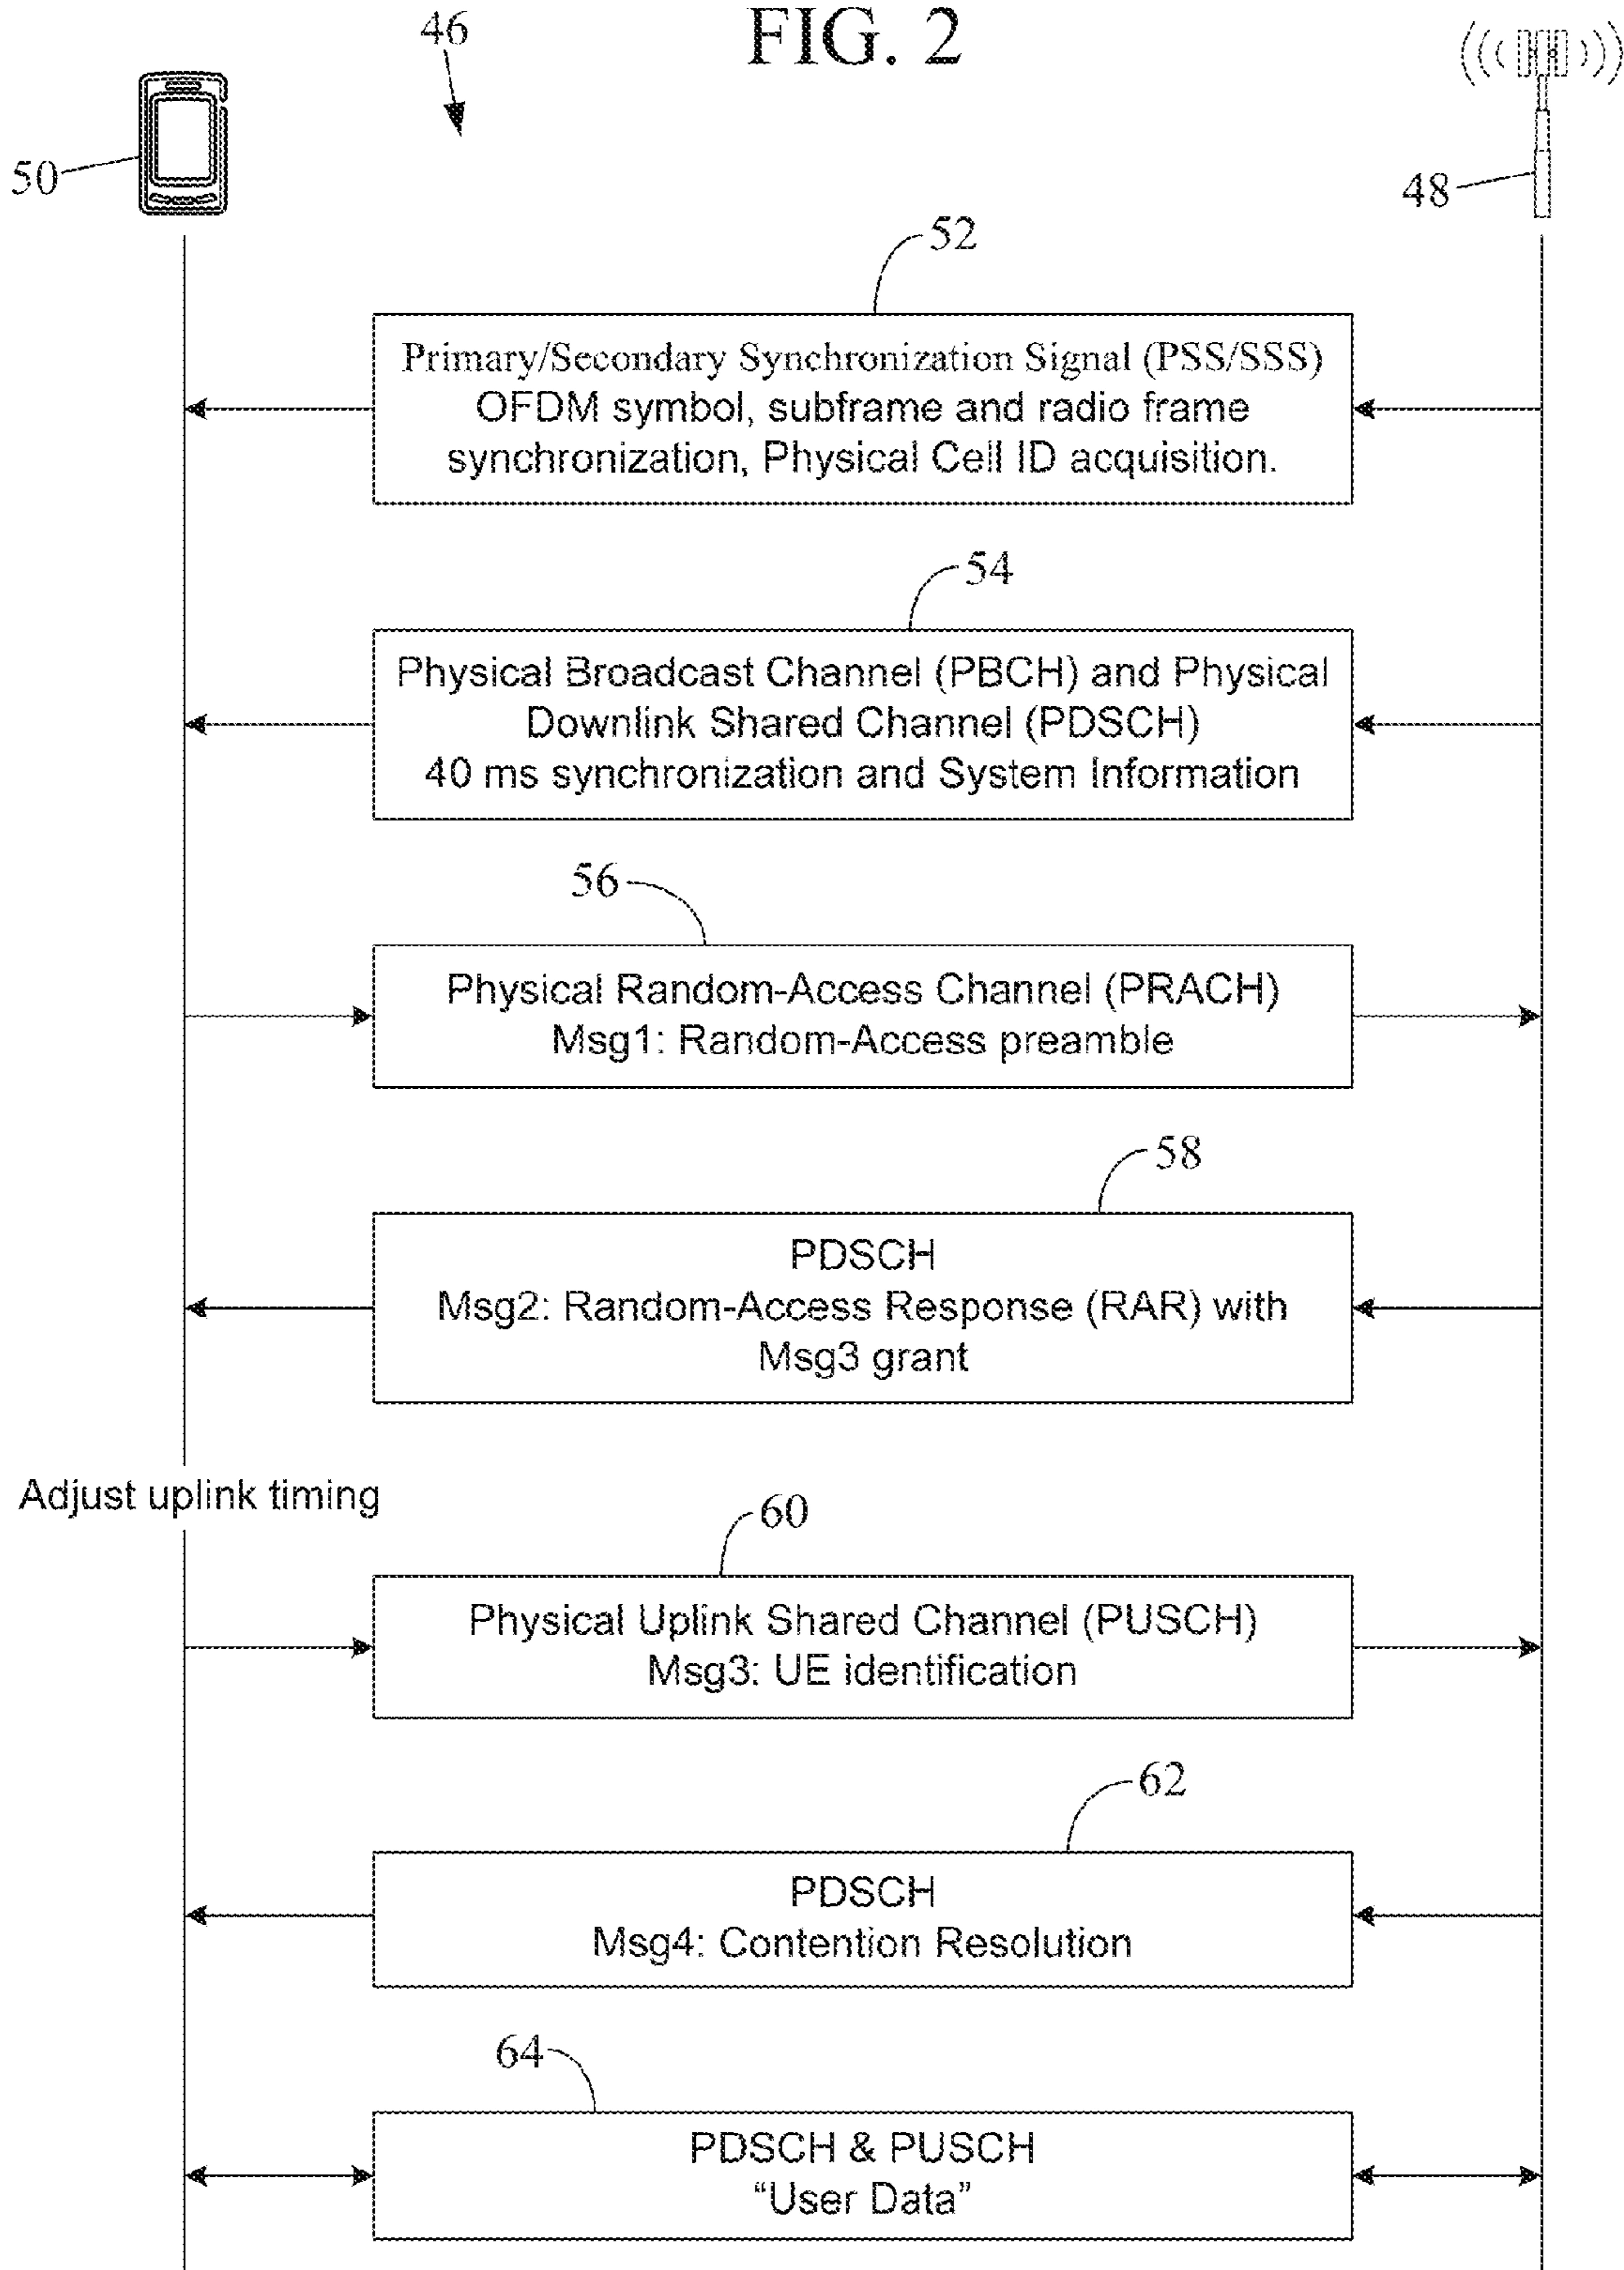 FIG. 2
46
50
48
52
Primary/Secondary Synchronization Signal (PSS/SSS)
OFDM symbol, subframe and radio frame
synchronization, Physical Cell ID acquisition.
54
Physical Broadcast Channel (PBCH) and Physical
Downlink Shared Channel (PDSCH)
40 ms synchronization and System Information
56
Physical Random-Access Channel (PRACH)
Msg1: Random-Access preamble
58
PDSCH
Msg2: Random-Access Response (RAR) with
Msg3 grant
Adjust uplink timing
60
Physical Uplink Shared Channel (PUSCH)
Msg3: UE identification
62
PDSCH
Msg4: Contention Resolution
64
PDSCH & PUSCH
“User Data”